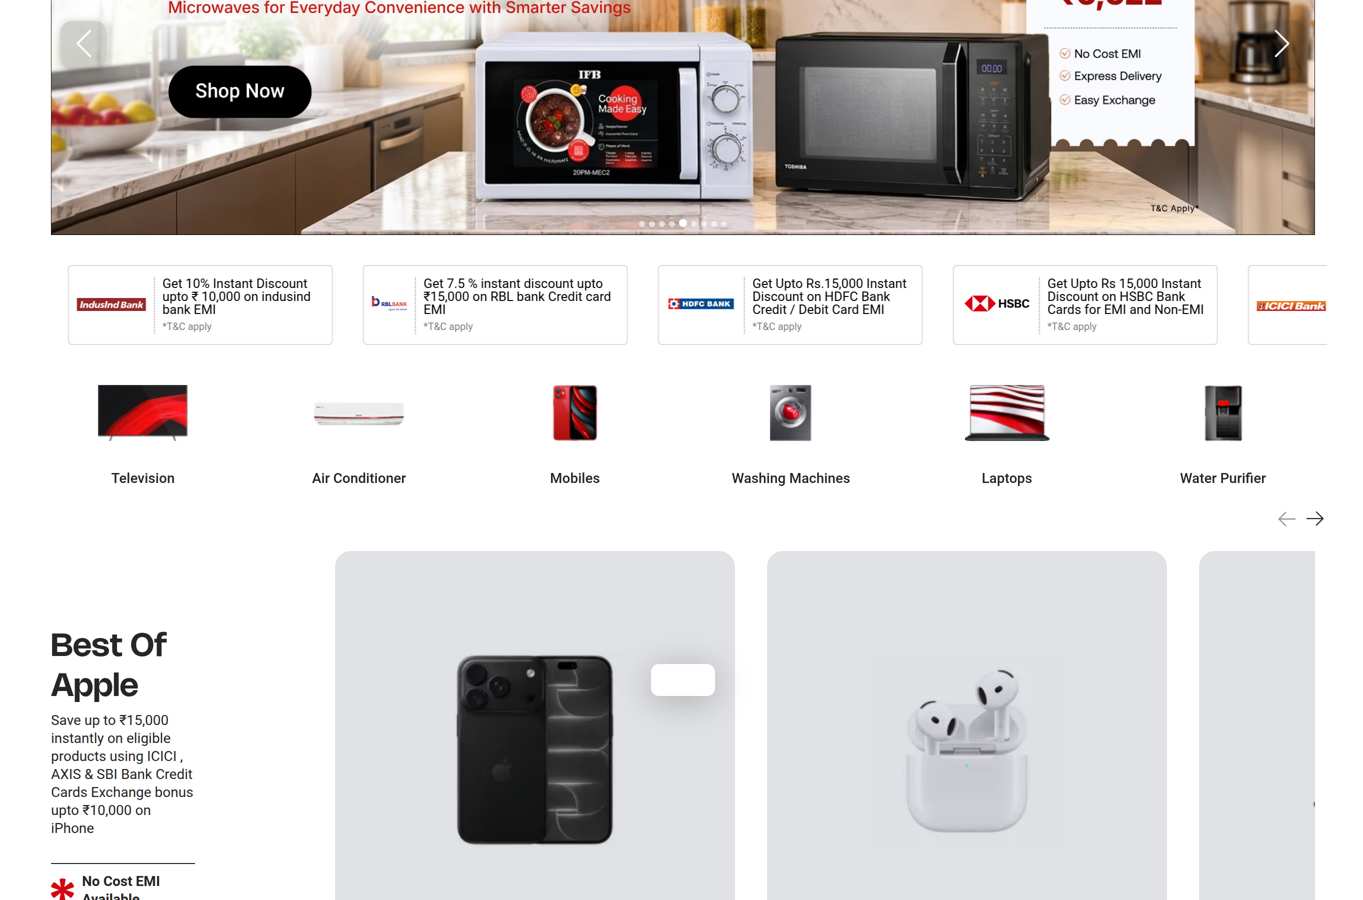 Microwaves for Everyday Convenience with Smarter Savings
Shop Now
IFB
Cooking
Made Easy
20PM-MEC2
TOSHIBA
00:00
No Cost EMI
Express Delivery
Easy Exchange
T&C Apply*
IndusInd Bank
Get 10% Instant Discount
upto ₹ 10,000 on indusind
bank EMI
*T&C apply
RBLBANK
Get 7.5 % instant discount upto
₹15,000 on RBL bank Credit card
EMI
*T&C apply
HDFC BANK
Get Upto Rs.15,000 Instant
Discount on HDFC Bank
Credit / Debit Card EMI
*T&C apply
HSBC
Get Upto Rs 15,000 Instant
Discount on HSBC Bank
Cards for EMI and Non-EMI
*T&C apply
ICICI Bank
Television
Air Conditioner
Mobiles
Washing Machines
Laptops
Water Purifier
Best Of
Apple
Save up to ₹15,000
instantly on eligible
products using ICICI ,
AXIS & SBI Bank Credit
Cards Exchange bonus
upto ₹10,000 on
iPhone
No Cost EMI
Available